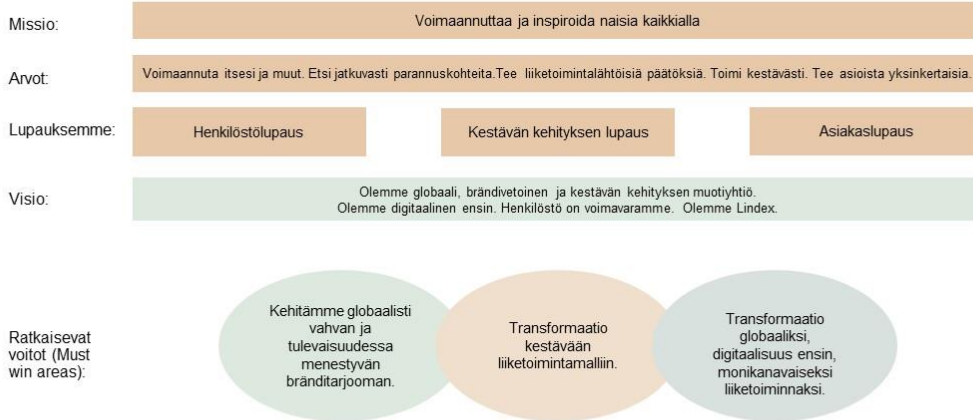 Missio:
Voimaannuttaa ja inspiroida naisia kaikkialla
Arvot:
Voimaannuta itsesi ja muut. Etsi jatkuvasti parannuskohteita.Tee liiketoimintalähtöisiä päätöksiä. Toimi kestävästi. Tee asioista yksinkertaisia.
Lupauksemme:
Henkilöstölupaus
Kestävän kehityksen lupaus
Asiakaslupaus
Visio:
Olemme globaali, brändivetoinen ja kestävän kehityksen muotiyhtiö.
Olemme digitaalinen ensin. Henkilöstö on voimavaramme. Olemme Lindex.
Ratkaisevat
voitot (Must
win areas):
Kehitämme globaalisti
vahvan ja
tulevaisuudessa
menestyvän
bränditarjooman.
Transformaatio
kestävään
liiketoimintamalliin.
Transformaatio
globaaliksi,
digitaalisuus ensin,
monikanavaiseksi
liiketoiminnaksi.